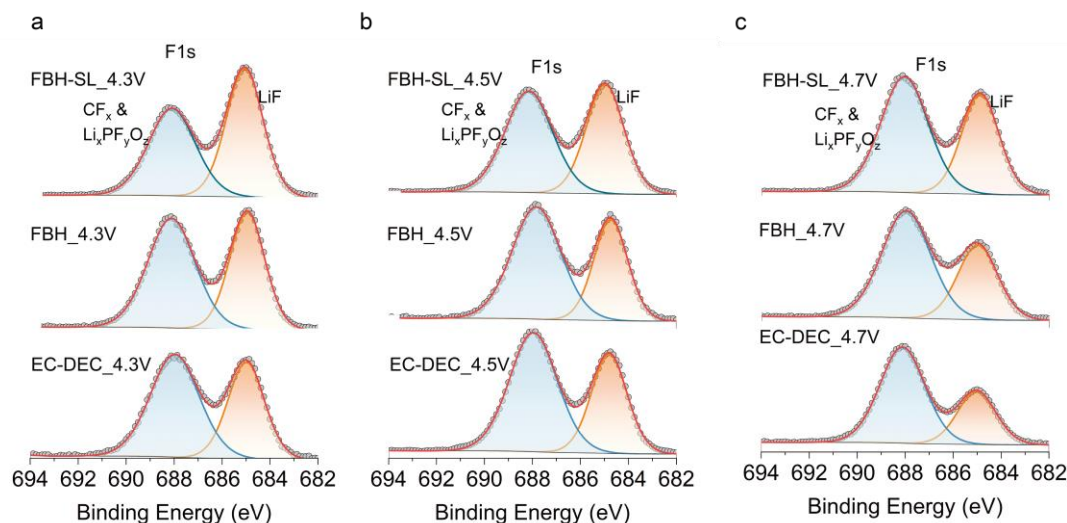 a
F1s
FBH-SL_4.3V
CFx &
LixPFyOz
LiF
FBH_4.3V
EC-DEC_4.3V
694 692 690 688 686 684 682
Binding Energy (eV)
b
F1s
FBH-SL_4.5V
CFx &
LixPFyOz
LiF
FBH_4.5V
EC-DEC_4.5V
694 692 690 688 686 684 682
Binding Energy (eV)
c
F1s
FBH-SL_4.7V
CFx &
LixPFyOz
LiF
FBH_4.7V
EC-DEC_4.7V
694 692 690 688 686 684 682
Binding Energy (eV)